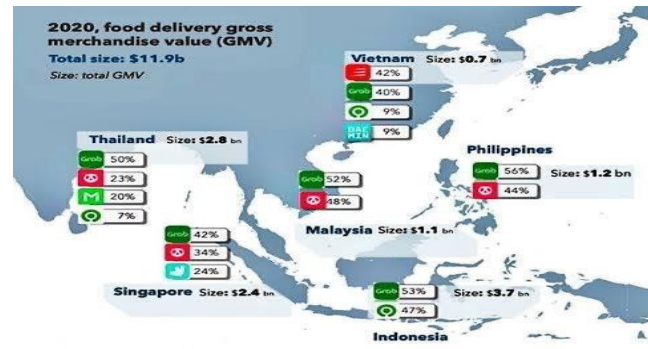 2020, food delivery gross
merchandise value (GMV)
Total size: $11.9b
Size: total GMV
Vietnam Size: $0.7 bn
42%
Grab 40%
9%
BAE MIN 9%
Thailand Size: $2.8 bn
Grab 50%
23%
20%
7%
Philippines
Grab 56% Size: $1.2 bn
44%
Grab 52%
48%
Malaysia Size: $1.1 bn
Grab 42%
34%
24%
Singapore Size: $2.4 bn
Grab 53% Size: $3.7 bn
47%
Indonesia